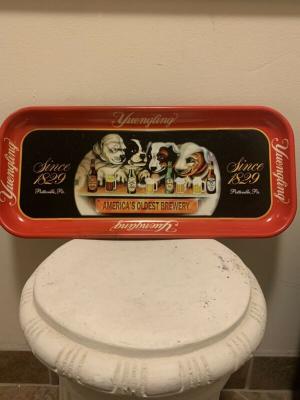 Yuengling
Yuengling
Since
1829
Pottsville, Pa.
AMERICA'S OLDEST BREWERY
Since
1829
Pottsville, Pa.
Yuengling
Yuengling